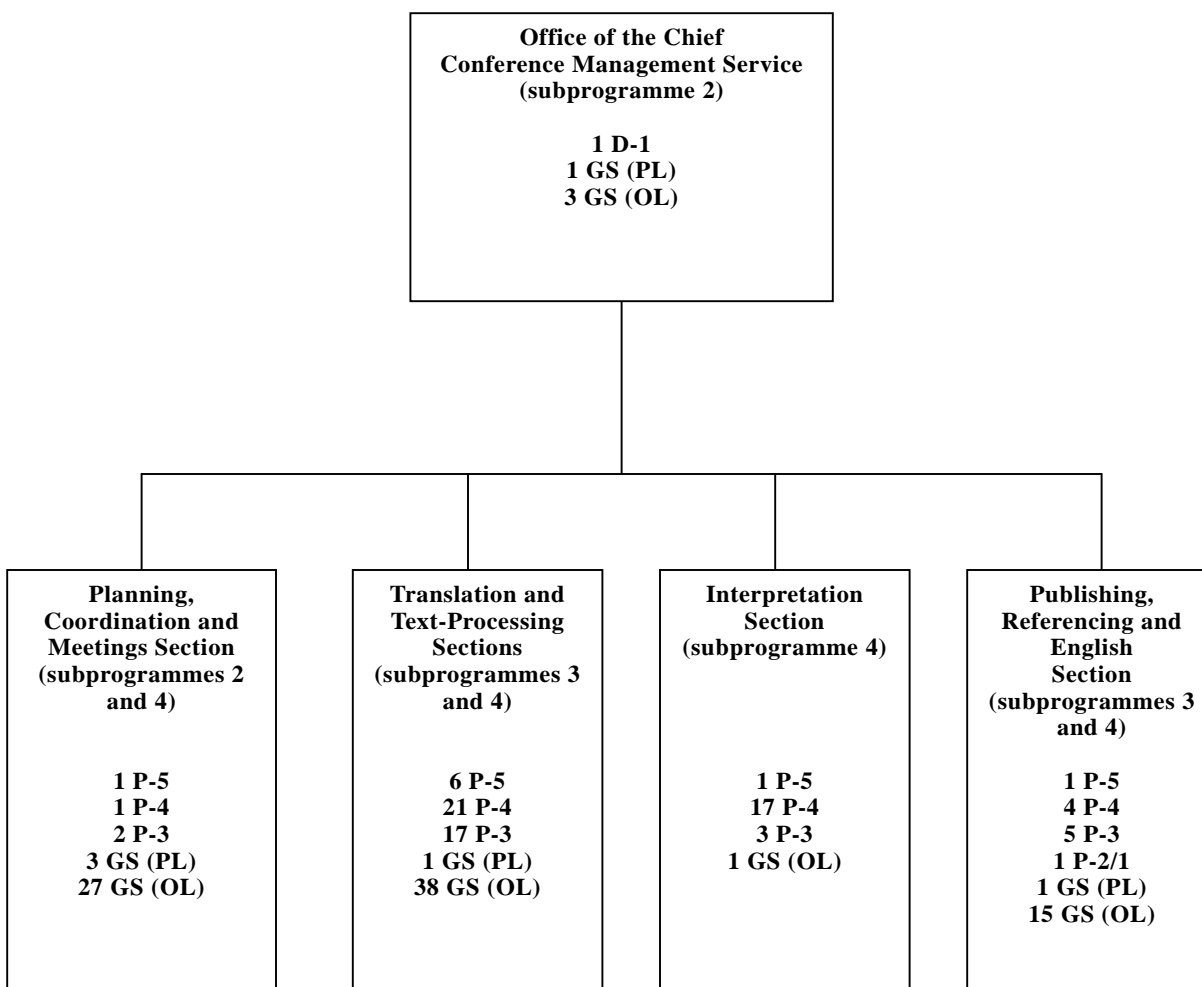 Office of the Chief
Conference Management Service
(subprogramme 2)
1 D-1
1 GS (PL)
3 GS (OL)
Planning,
Coordination and
Meetings Section
(subprogrammes 2
and 4)
1 P-5
1 P-4
2 P-3
3 GS (PL)
27 GS (OL)
Translation and
Text-Processing
Sections
(subprogrammes 3
and 4)
6 P-5
21 P-4
17 P-3
1 GS (PL)
38 GS (OL)
Interpretation
Section
(subprogramme 4)
1 P-5
17 P-4
3 P-3
1 GS (OL)
Publishing,
Referencing and
English
Section
(subprogrammes 3
and 4)
1 P-5
4 P-4
5 P-3
1 P-2/1
1 GS (PL)
15 GS (OL)